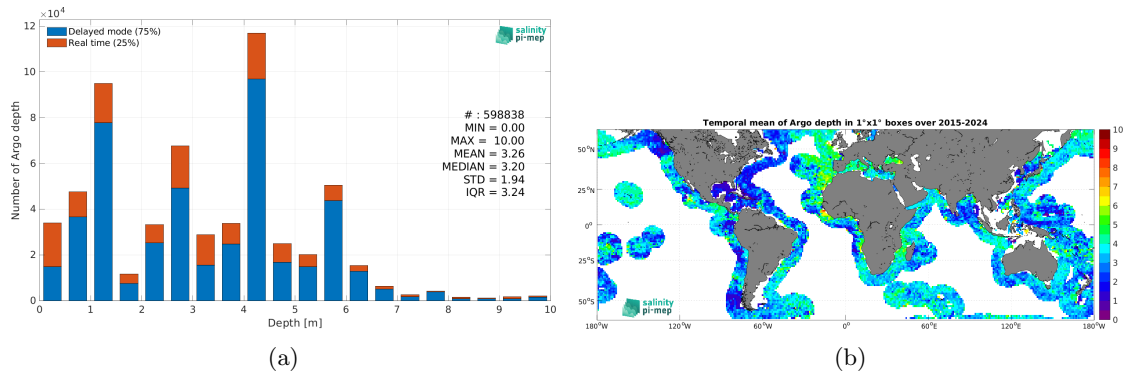 ×10⁴
12
10
8
6
4
2
0
Number of Argo depth
Delayed mode (75%)
Real time (25%)
salinity
pi-mep
# : 598838
MIN = 0.00
MAX = 10.00
MEAN = 3.26
MEDIAN = 3.20
STD = 1.94
IQR = 3.24
0 1 2 3 4 5 6 7 8 9 10
Depth [m]
(a)
Temporal mean of Argo depth in 1°x1° boxes over 2015-2024
50°N
25°N
0°
25°S
50°S
salinity
pi-mep
180°W 120°W 60°W 0° 60°E 120°E 180°W
10
9
8
7
6
5
4
3
2
1
0
(b)